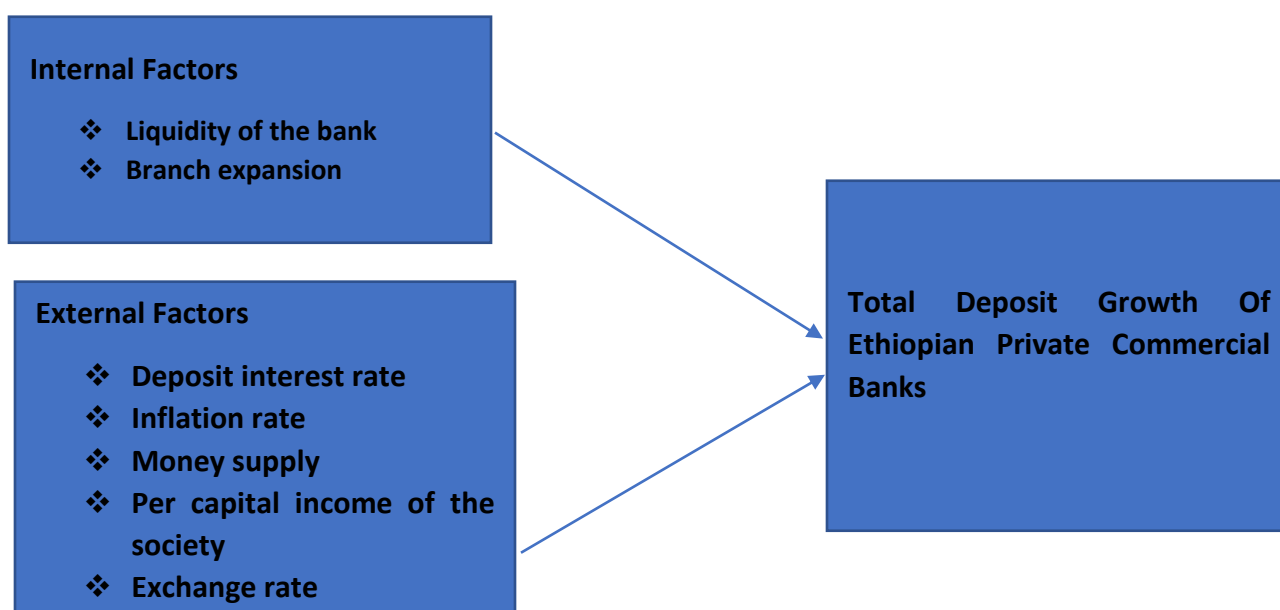 Internal Factors
❖ Liquidity of the bank
❖ Branch expansion
External Factors
❖ Deposit interest rate
❖ Inflation rate
❖ Money supply
❖ Per capital income of the
society
❖ Exchange rate
Total Deposit Growth Of
Ethiopian Private Commercial
Banks